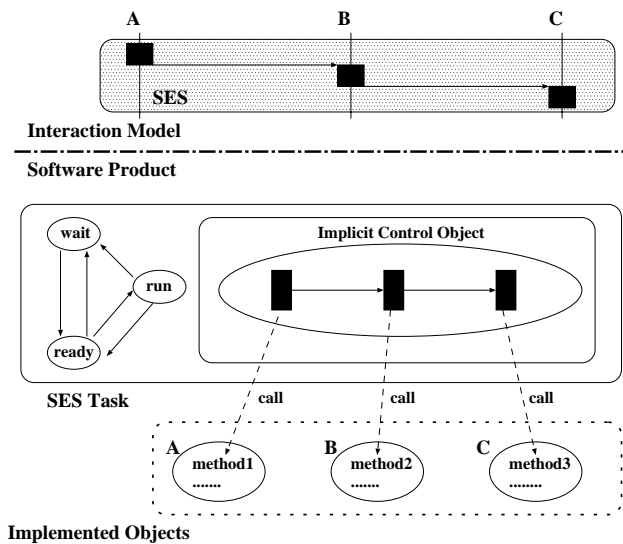 A B C
SES
Interaction Model
Software Product
Implicit Control Object
wait
run
ready
SES Task
call call call
A B C
method1 method2 method3
....... ....... ........
Implemented Objects